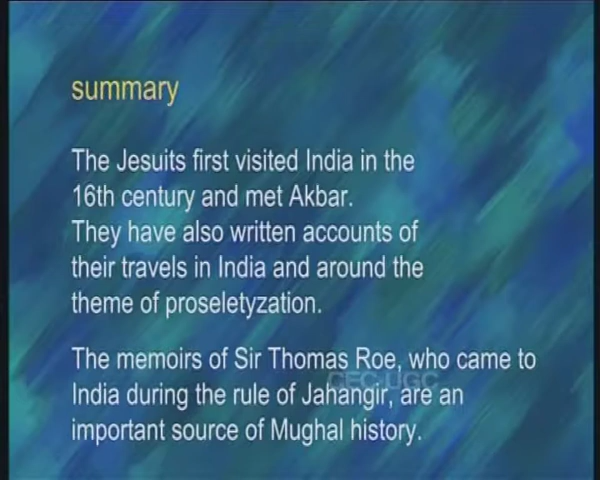 summary
The Jesuits first visited India in the
16th century and met Akbar.
They have also written accounts of
their travels in India and around the
theme of proseletyzation.
The memoirs of Sir Thomas Roe, who came to
CEC UGC
India during the rule of Jahangir, are an
important source of Mughal history.